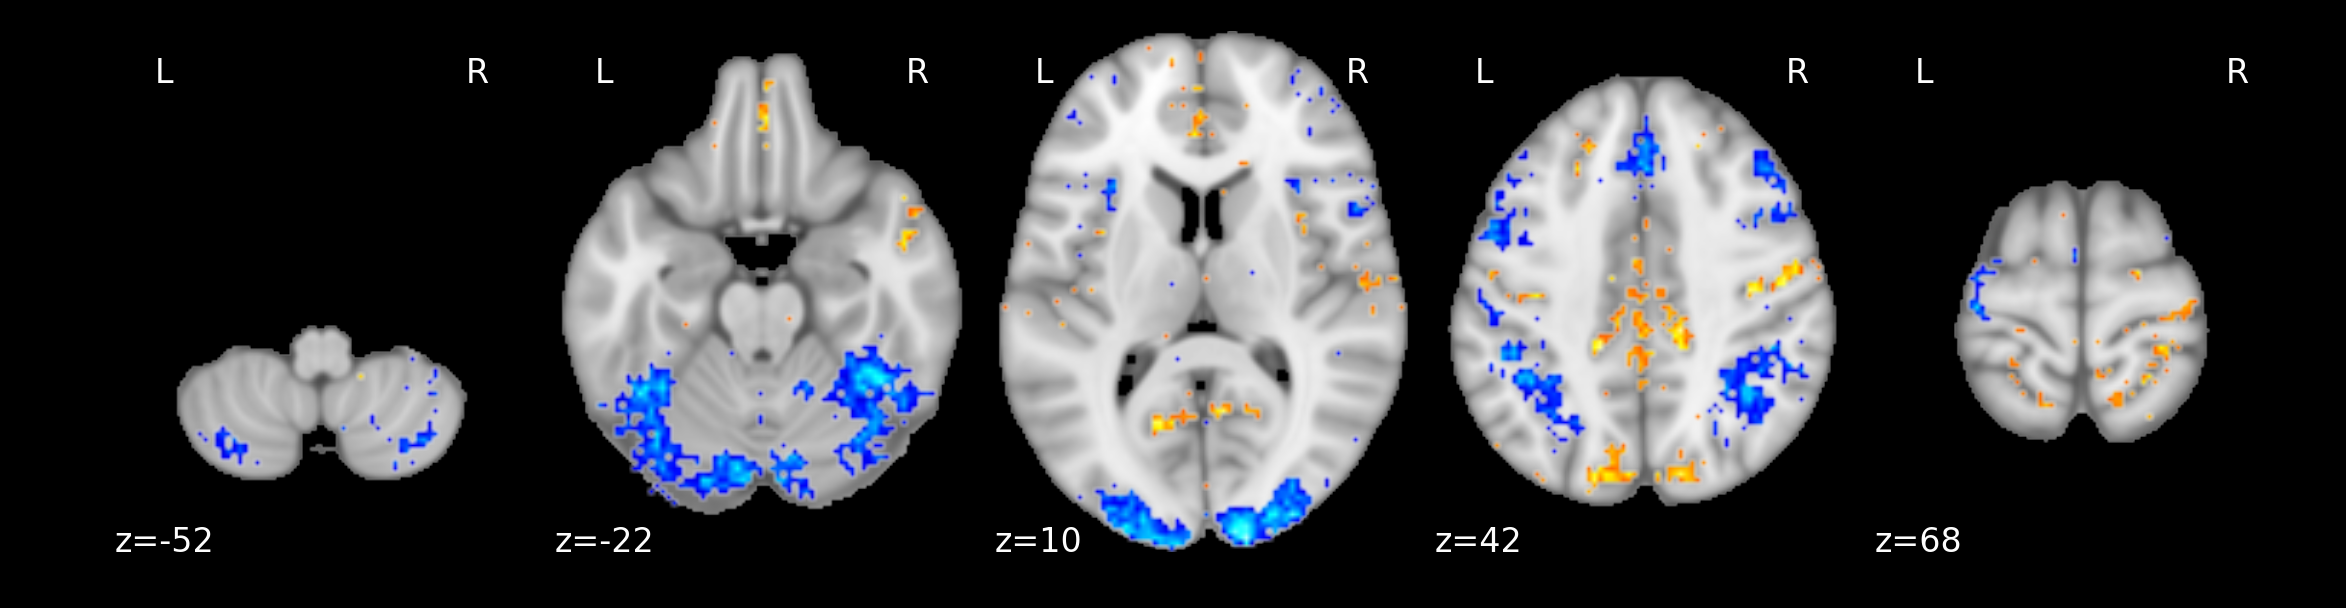 L R L R L R L R L R
z=-52 z=-22 z=10 z=42 z=68